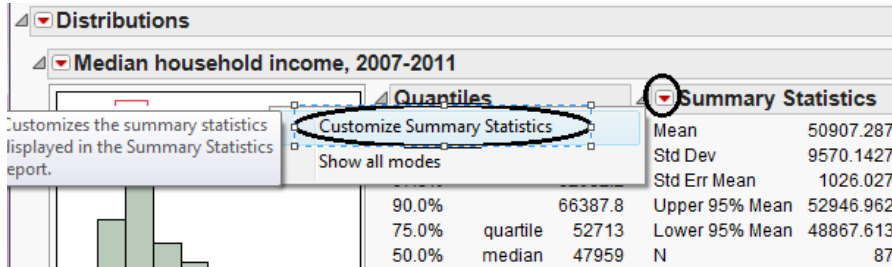 Distributions
Median household income, 2007-2011
Quantiles
Summary Statistics
Customizes the summary statistics
displayed in the Summary Statistics
report.
Customize Summary Statistics
Show all modes
90.0% 66387.8
75.0% quartile 52713
50.0% median 47959
Mean 50907.287
Std Dev 9570.1427
Std Err Mean 1026.027
Upper 95% Mean 52946.962
Lower 95% Mean 48867.613
N 87